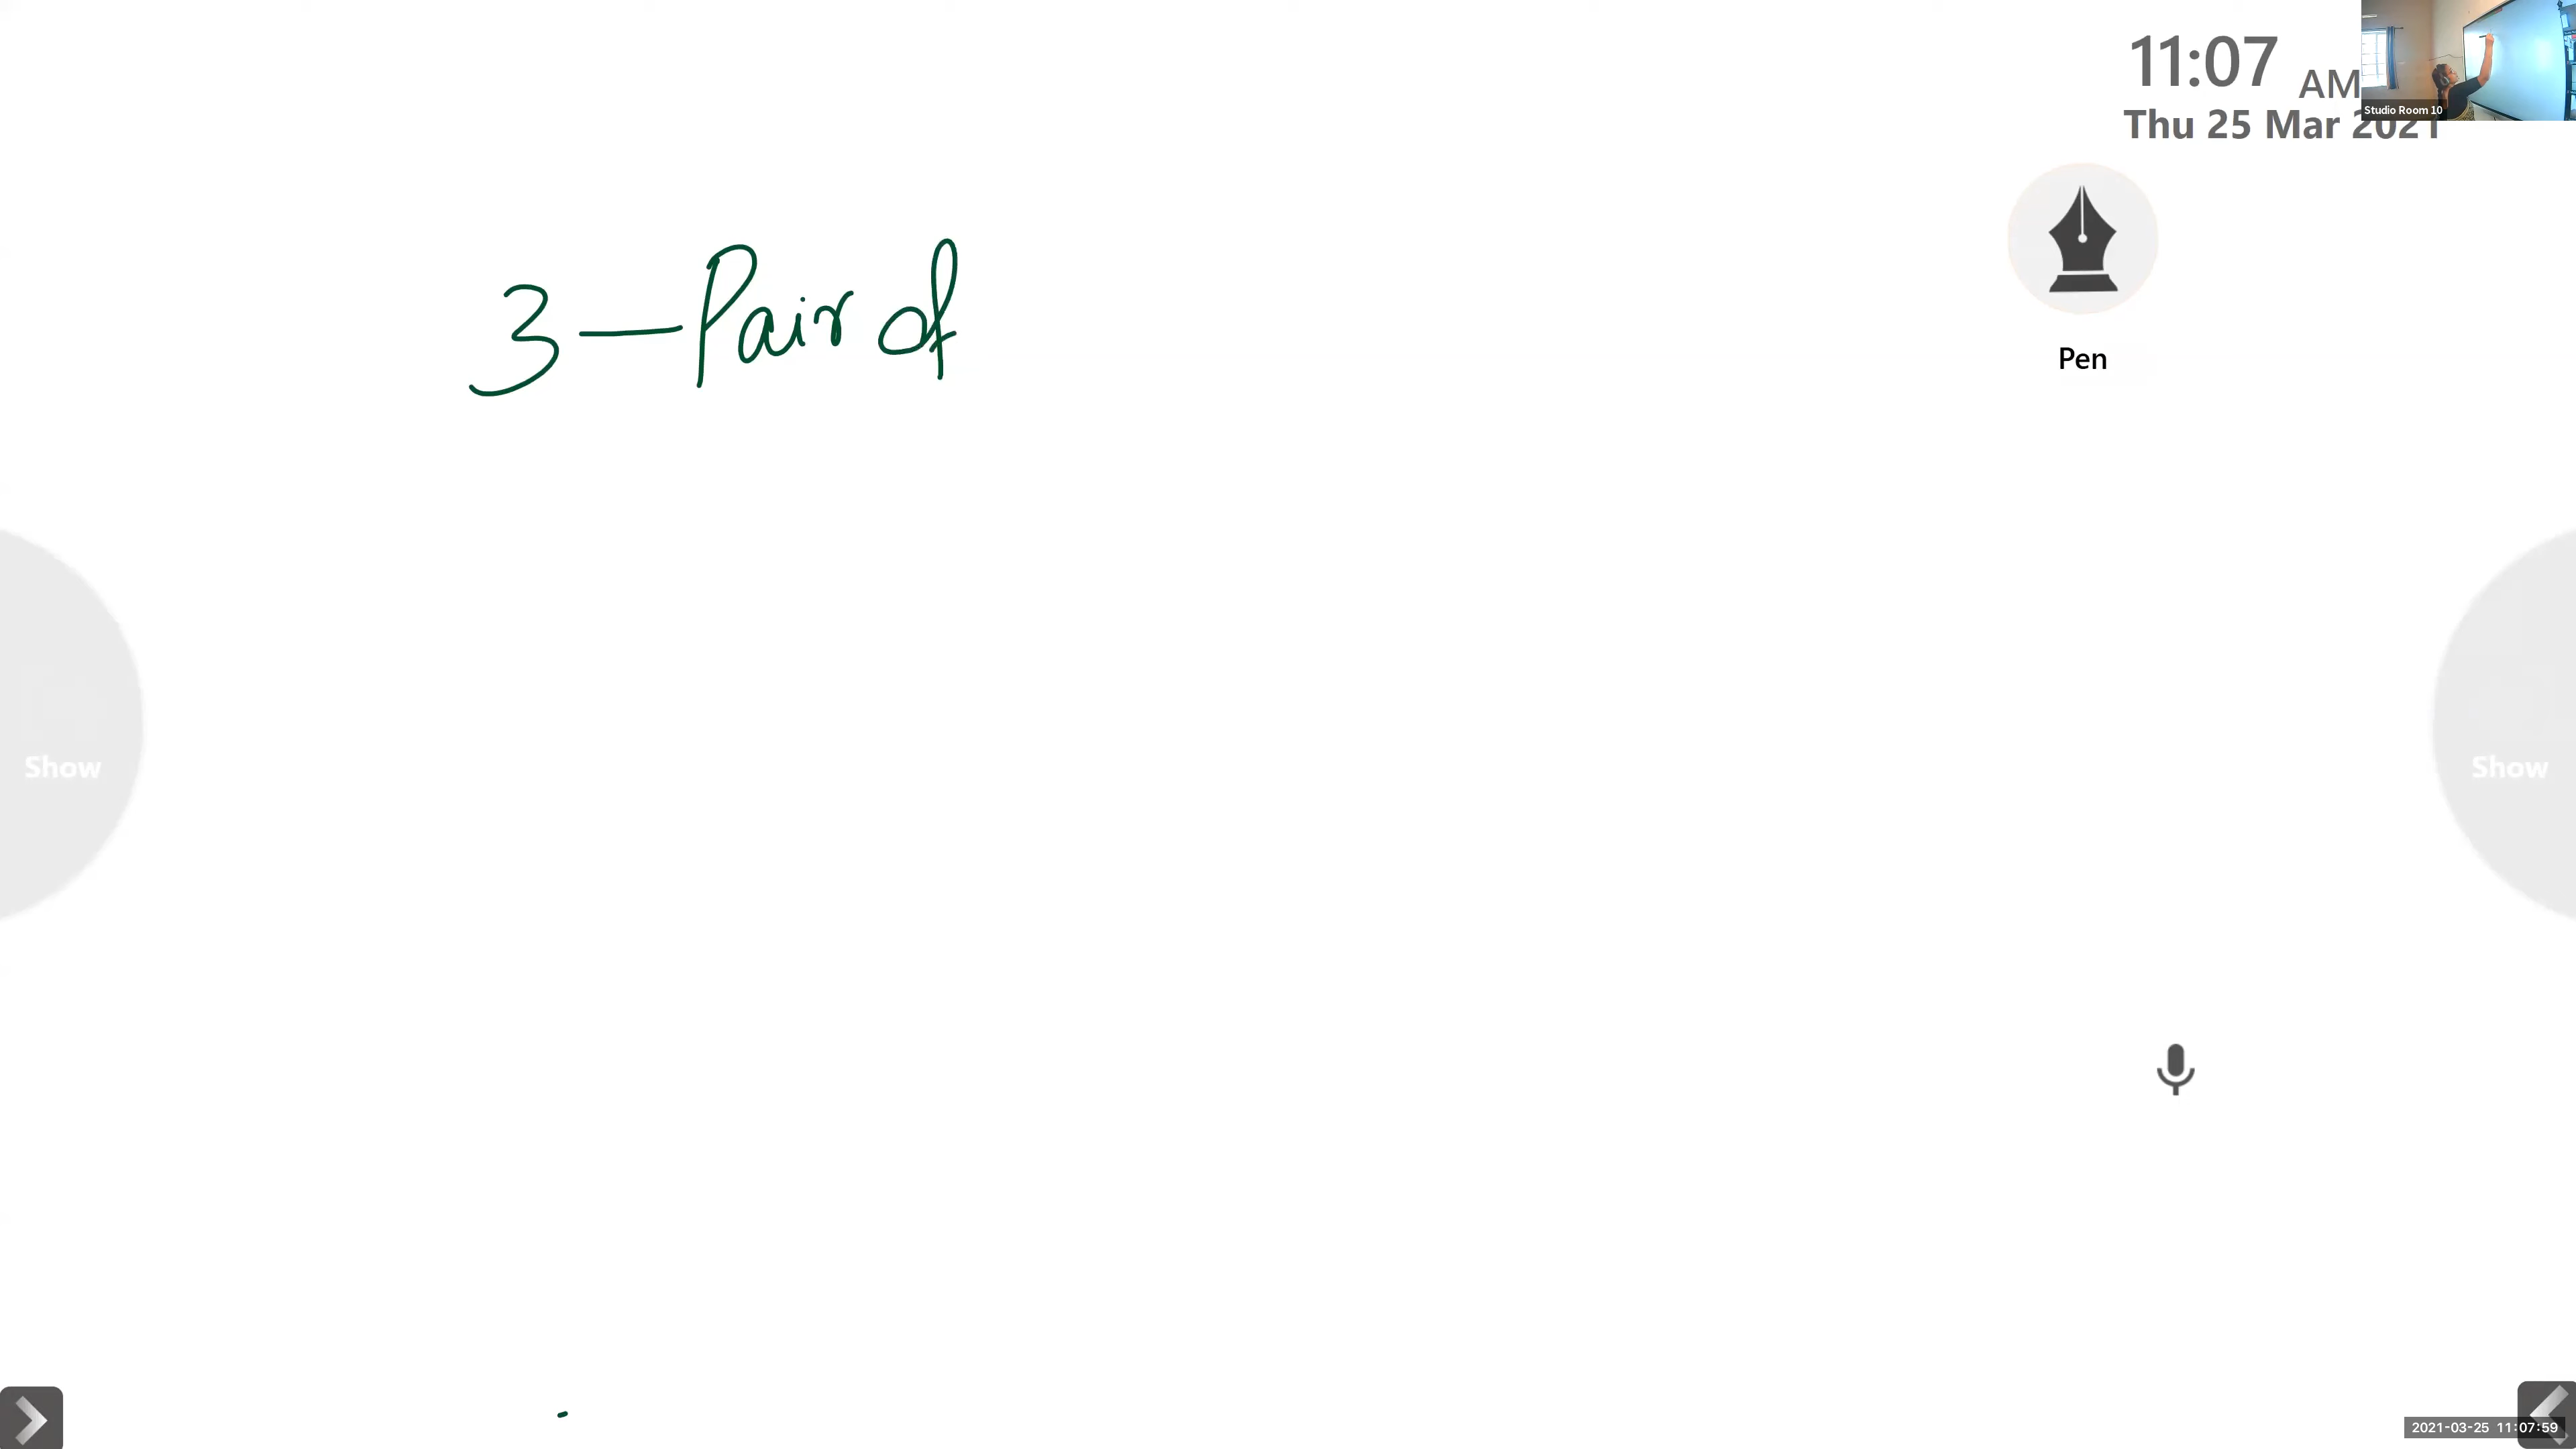 11:07 AM
Thu 25 Mar 2021
Studio Room 10
3 — Pair of
Pen
Show
Show
2021-03-25 11:07:59